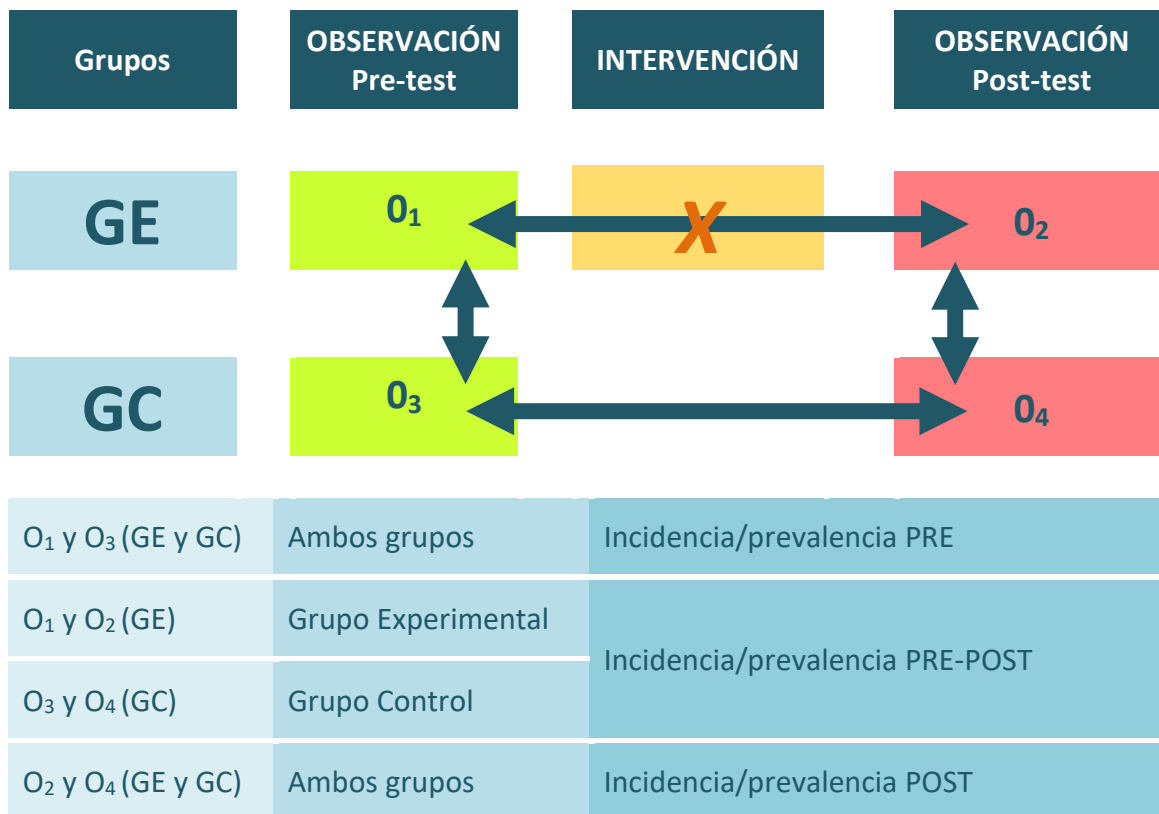 Grupos
OBSERVACIÓN
Pre-test
INTERVENCIÓN
OBSERVACIÓN
Post-test
GE
0₁
X
0₂
GC
0₃
0₄
O₁ y O₃ (GE y GC)
Ambos grupos
Incidencia/prevalencia PRE
O₁ y O₂ (GE)
Grupo Experimental
Incidencia/prevalencia PRE-POST
O₃ y O₄ (GC)
Grupo Control
O₂ y O₄ (GE y GC)
Ambos grupos
Incidencia/prevalencia POST